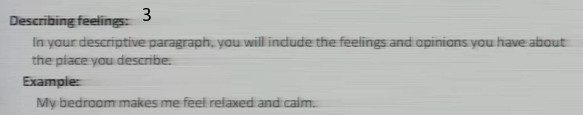 Describing feelings: 3
In your descriptive paragraph, you will include the feelings and opinions you have about
the place you describe.
Example:
My bedroom makes me feel relaxed and calm.